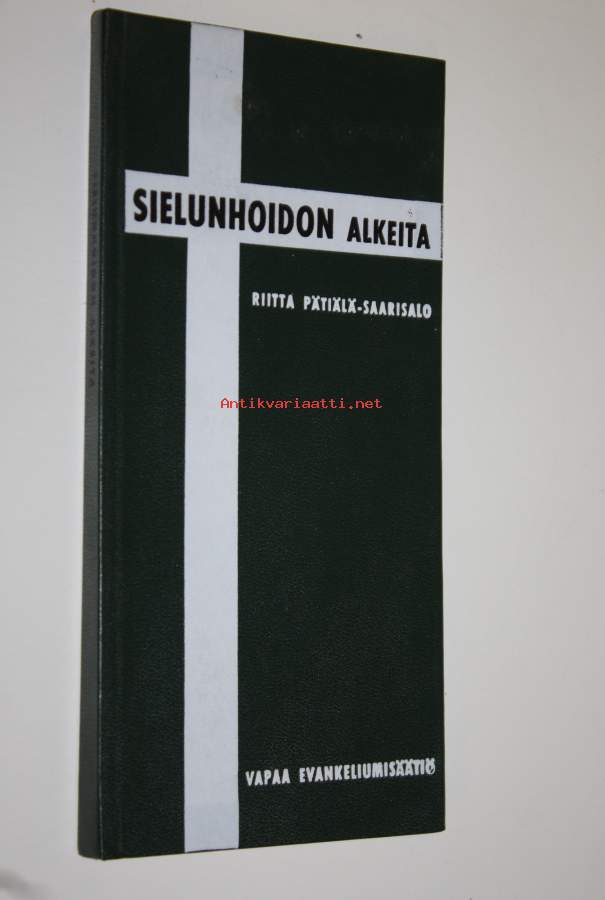 SIELUNHOIDON ALKEITA
RIITTA PÄTIÄLÄ-SAARISALO
Antikvariaatti.net
VAPAA EVANKELIUMISÄÄTIÖ